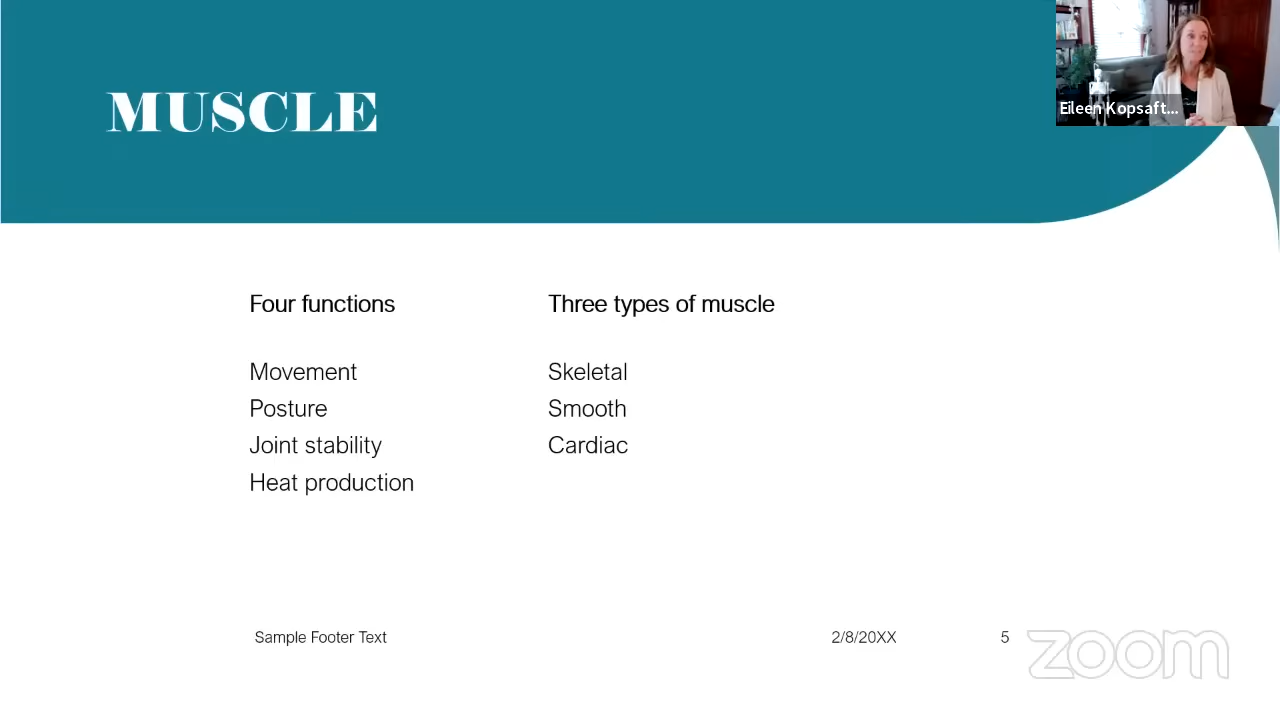 MUSCLE
Eileen Kopsaft...
Four functions
Movement
Posture
Joint stability
Heat production
Three types of muscle
Skeletal
Smooth
Cardiac
Sample Footer Text
2/8/20XX
5
zoom